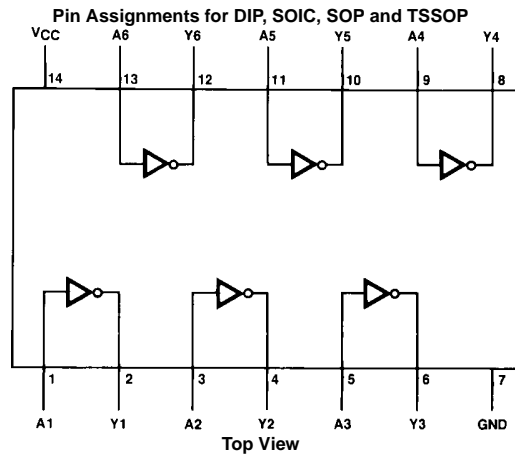 Pin Assignments for DIP, SOIC, SOP and TSSOP
VCC A6 Y6 A5 Y5 A4 Y4
14 13 12 11 10 9 8
1 2 3 4 5 6 7
A1 Y1 A2 Y2 A3 Y3 GND
Top View